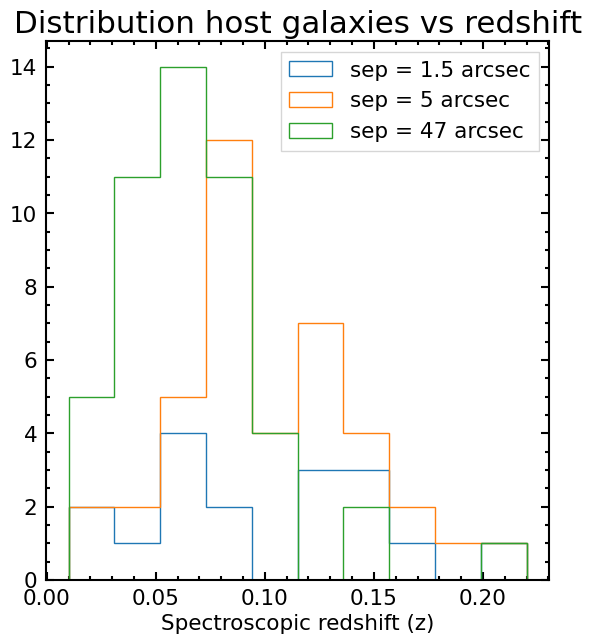 Distribution host galaxies vs redshift
sep = 1.5 arcsec
sep = 5 arcsec
sep = 47 arcsec
14
12
10
8
6
4
2
0
0.00 0.05 0.10 0.15 0.20
Spectroscopic redshift (z)